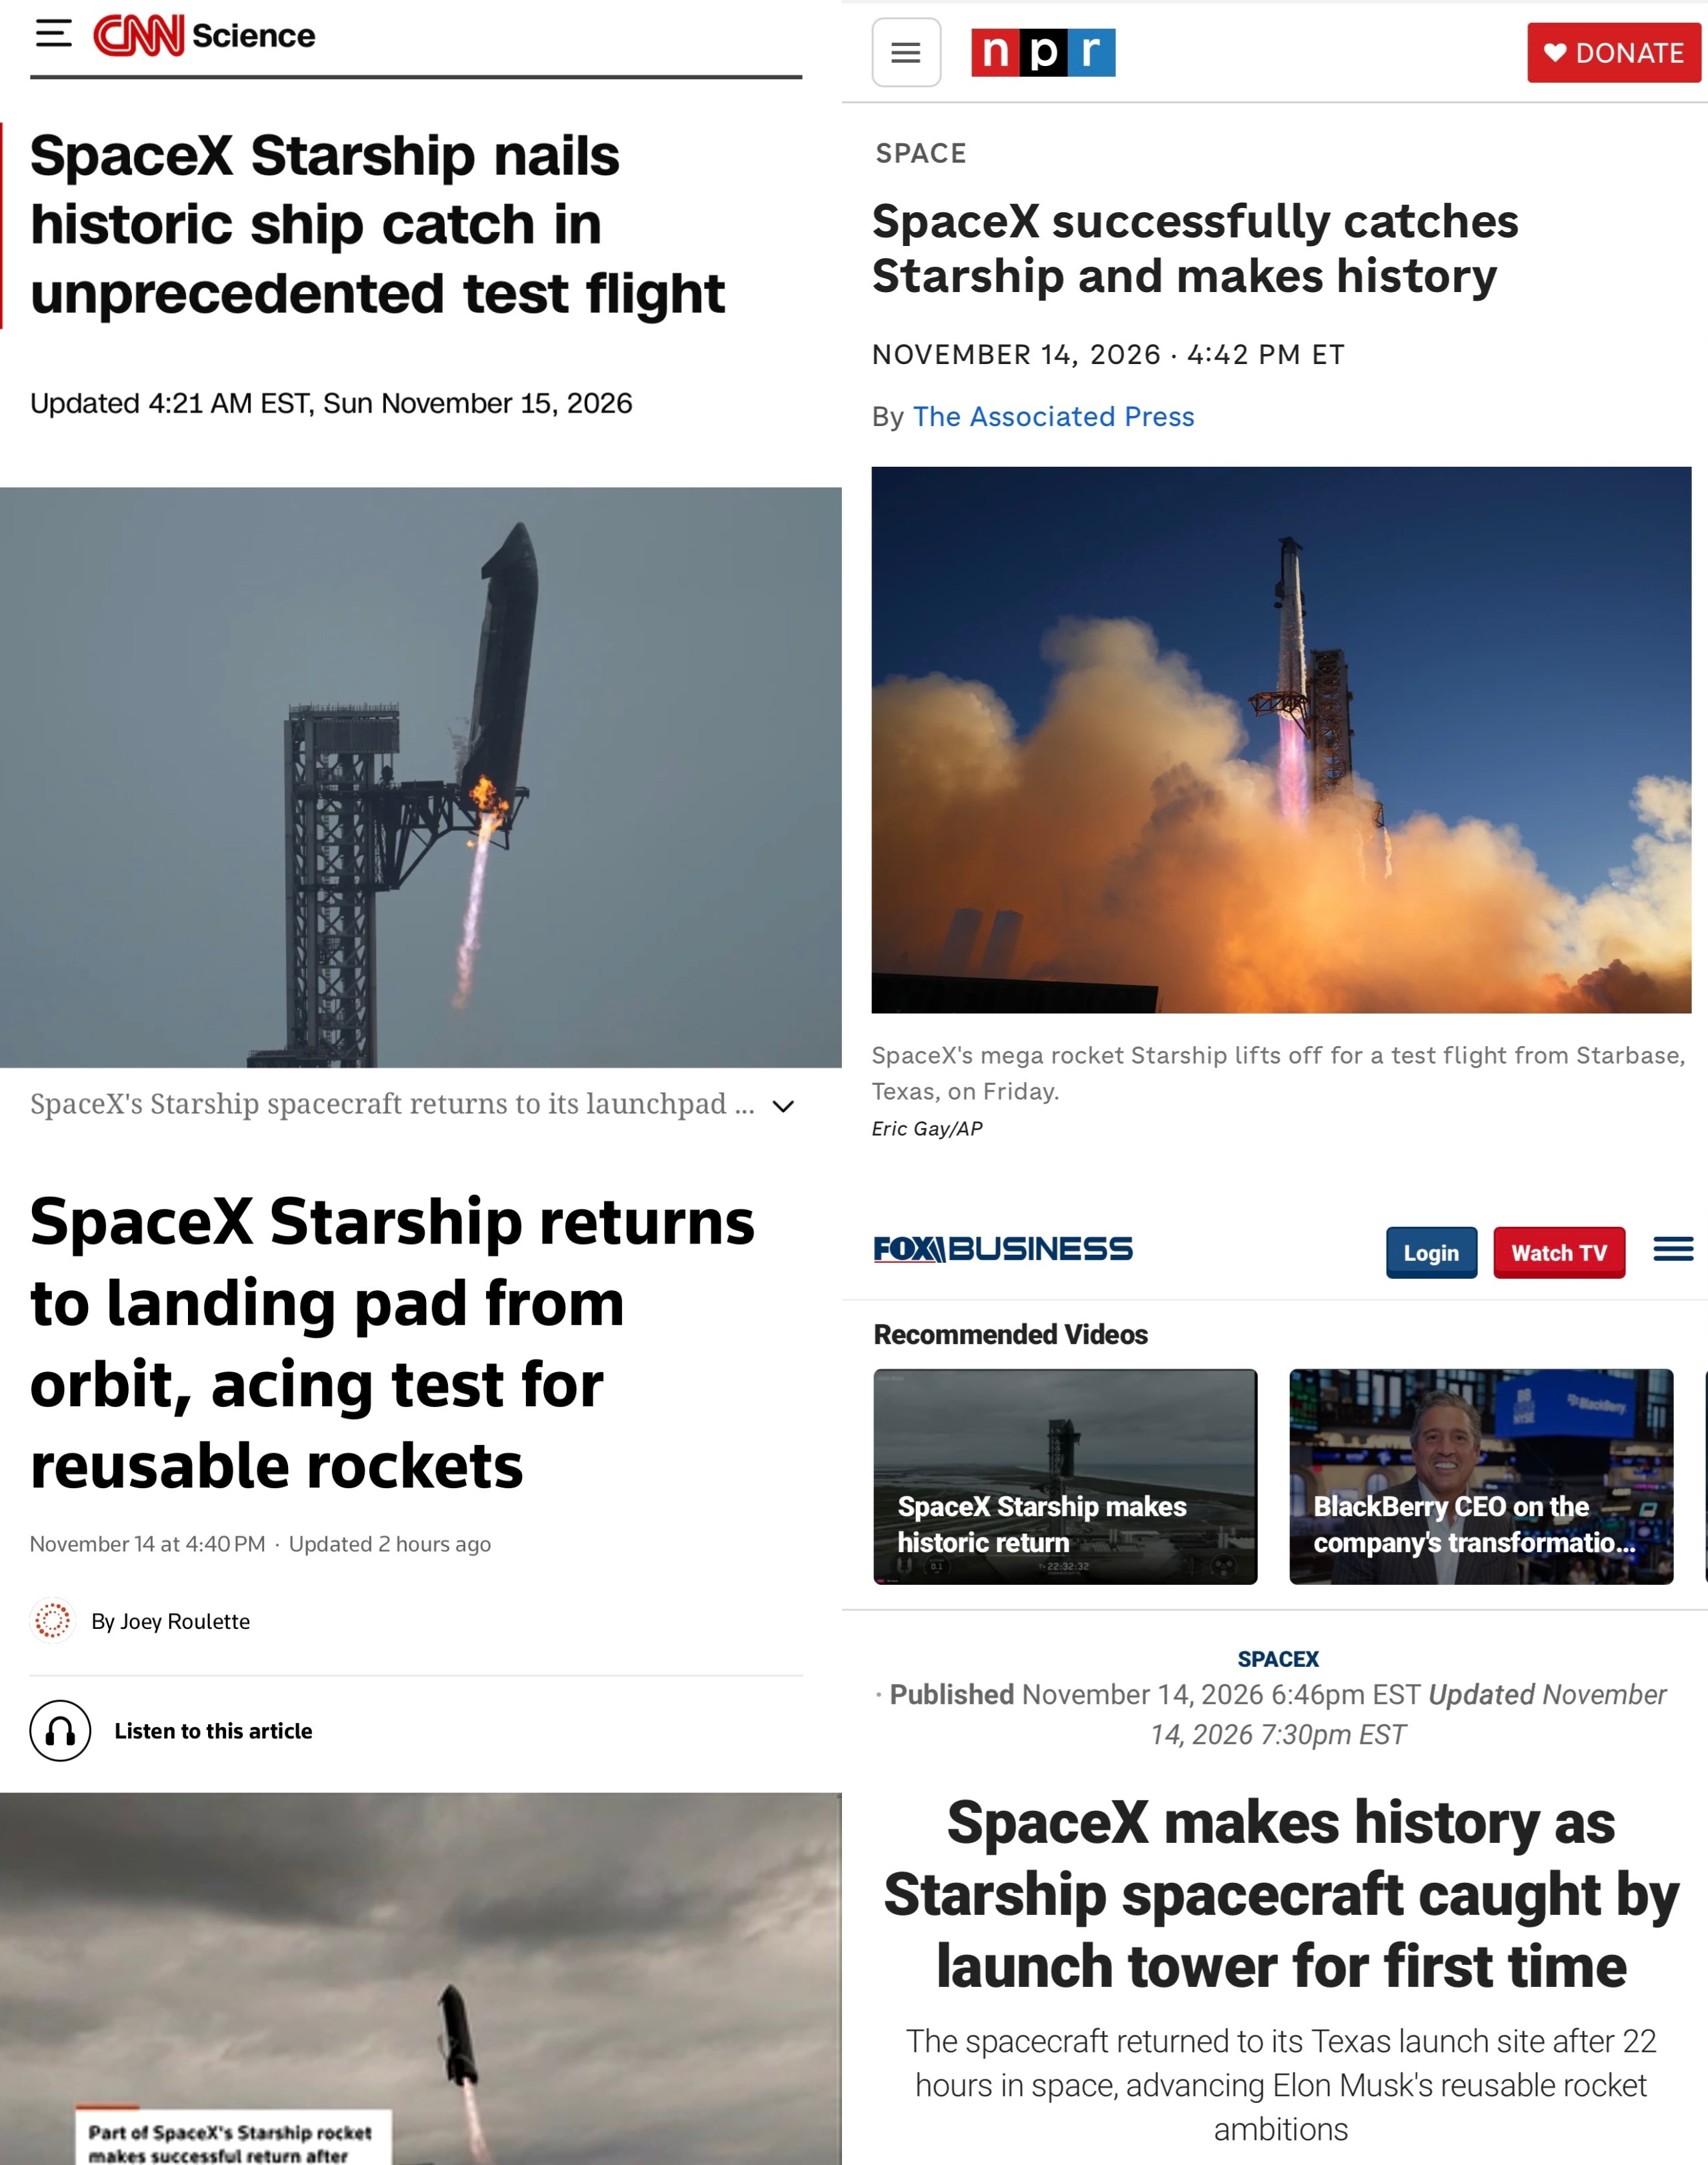 CNN Science
SpaceX Starship nails
historic ship catch in
unprecedented test flight
Updated 4:21 AM EST, Sun November 15, 2026
SpaceX's Starship spacecraft returns to its launchpad ...
SpaceX Starship returns
to landing pad from
orbit, acing test for
reusable rockets
November 14 at 4:40 PM · Updated 2 hours ago
By Joey Roulette
Listen to this article
Part of SpaceX's Starship rocket
makes successful return after
npr
DONATE
SPACE
SpaceX successfully catches
Starship and makes history
NOVEMBER 14, 2026 · 4:42 PM ET
By The Associated Press
SpaceX's mega rocket Starship lifts off for a test flight from Starbase,
Texas, on Friday.
Eric Gay/AP
FOX BUSINESS
Login
Watch TV
Recommended Videos
SpaceX Starship makes
historic return
T+ 22:32:32
BlackBerry
NYSE
BlackBerry CEO on the
company's transformatio...
SPACEX
· Published November 14, 2026 6:46pm EST Updated November
14, 2026 7:30pm EST
SpaceX makes history as
Starship spacecraft caught by
launch tower for first time
The spacecraft returned to its Texas launch site after 22
hours in space, advancing Elon Musk's reusable rocket
ambitions